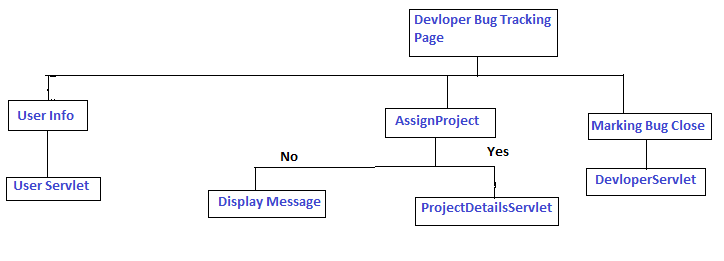 Devloper Bug Tracking
Page
User Info
AssignProject
Marking Bug Close
No
Yes
User Servlet
Display Message
ProjectDetailsServlet
DevloperServlet